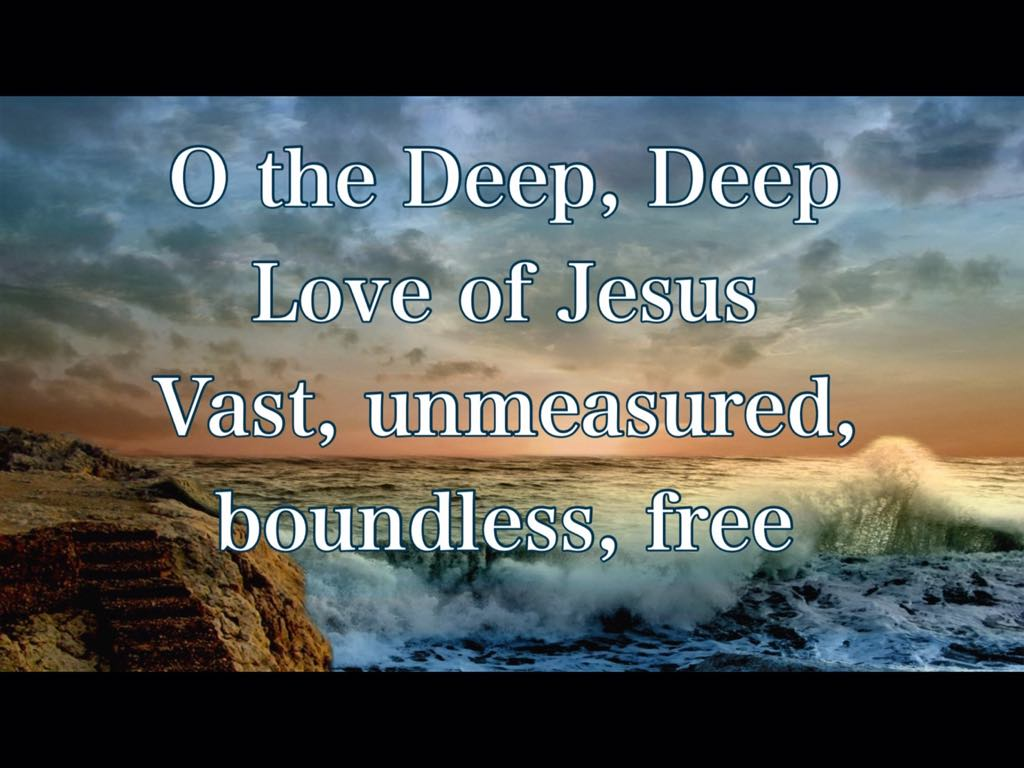 O the Deep, Deep
Love of Jesus
Vast, unmeasured,
boundless, free